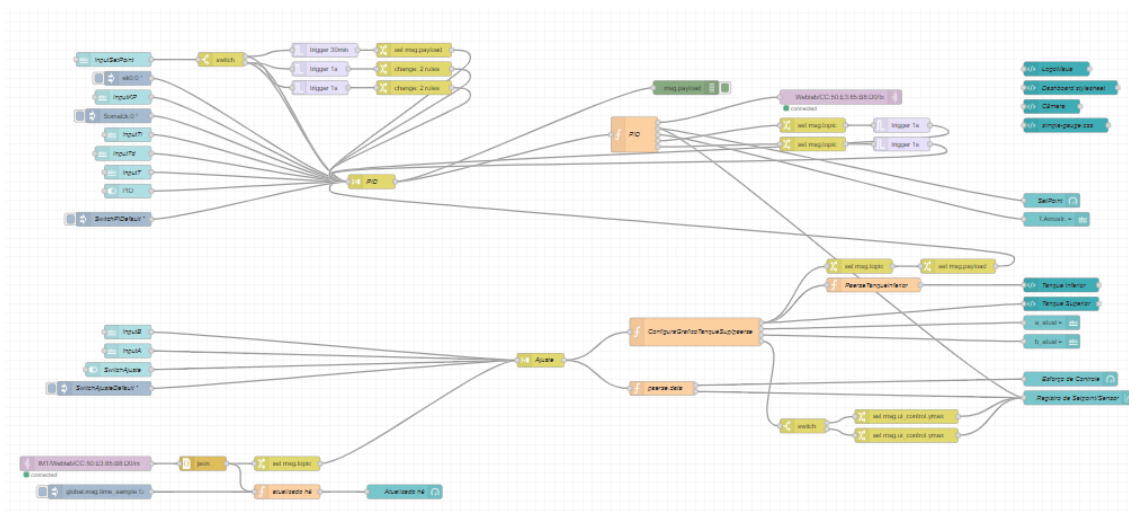 InputSetPoint
switch
trigger 30min
set msg.payload
trigger 1s
change: 2 rules
trigger 1s
change: 2 rules
InputKP
InputTi
InputTd
InputT
PID
SwitchPIDefault
PID
msg.payload
PID
connected
set msg.topic
trigger 1s
set msg.topic
trigger 1s
Dashboard stylesheet
Câmera
simple-gauge css
SetPoint
set msg.topic
set msg.payload
ParseTanqueInferior
Tanque Inferior
Tanque Superior
a_atual =
b_atual =
InputB
InputA
SwitchAjuste
SwitchAjusteDefault
Ajuste
parse.data
Esforço de Controle
Registro de Setpoint/Sensor
switch
set msg.ui_control.ymax
set msg.ui_control.ymax
json
set msg.topic
connected
atualizado há
Atualizado há